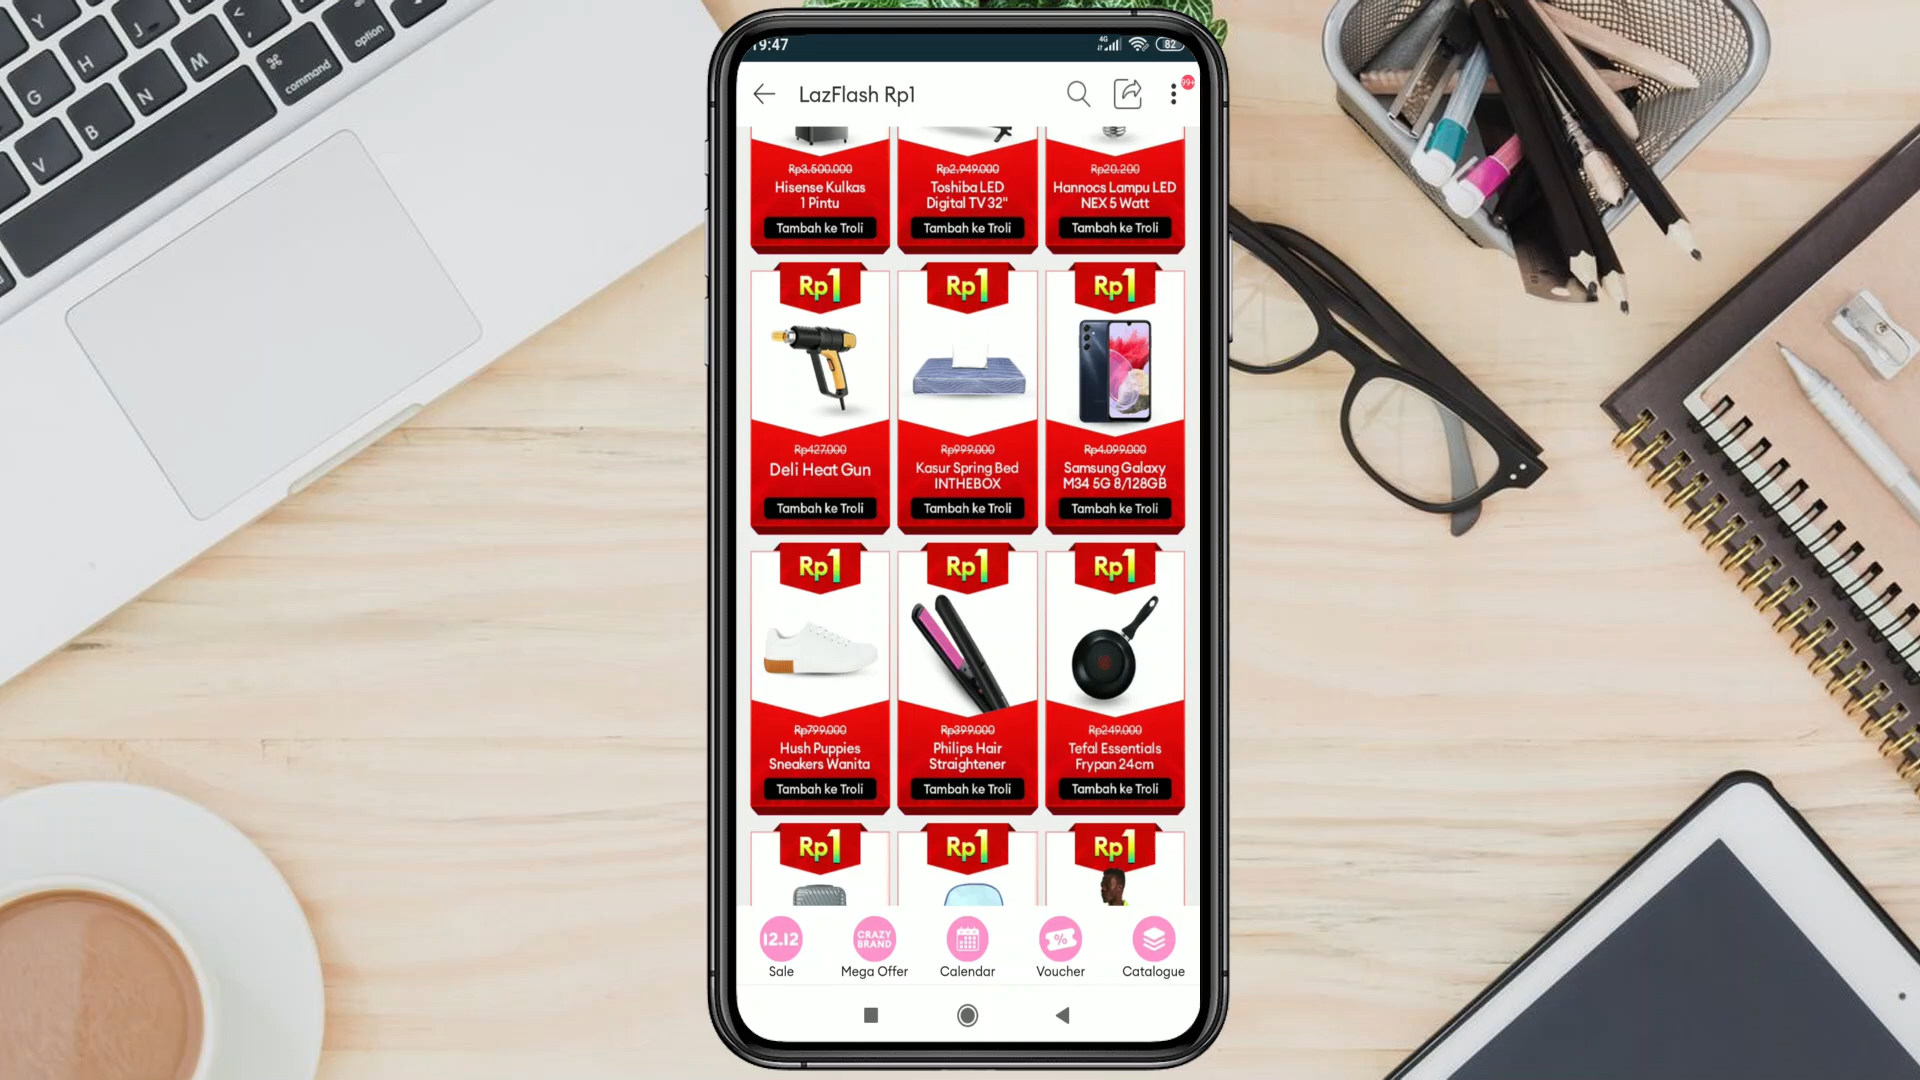 19:47
4G
82
LazFlash Rp1
99+
Rp3.500.000
Hisense Kulkas
1 Pintu
Tambah ke Troli
Rp2.949.000
Toshiba LED
Digital TV 32"
Tambah ke Troli
Rp20.200
Hannocs Lampu LED
NEX 5 Watt
Tambah ke Troli
Rp1
Rp427.000
Deli Heat Gun
Tambah ke Troli
Rp1
Rp999.000
Kasur Spring Bed
INTHEBOX
Tambah ke Troli
Rp1
Rp4.099.000
Samsung Galaxy
M34 5G 8/128GB
Tambah ke Troli
Rp1
Rp799.000
Hush Puppies
Sneakers Wanita
Tambah ke Troli
Rp1
Rp399.000
Philips Hair
Straightener
Tambah ke Troli
Rp1
Rp249.000
Tefal Essentials
Frypan 24cm
Tambah ke Troli
Rp1
Rp1
Rp1
12.12
Sale
CRAZY
BRAND
Mega Offer
Calendar
%
Voucher
Catalogue
Y
J
<
H
M
⌘
command
option
G
N
B
V